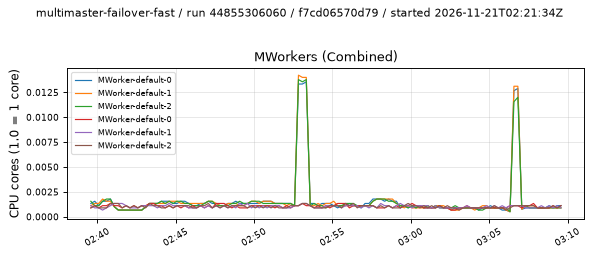 multimaster-failover-fast / run 44855306060 / f7cd06570d79 / started 2026-11-21T02:21:34Z
MWorkers (Combined)
CPU cores (1.0 = 1 core)
0.0125
0.0100
0.0075
0.0050
0.0025
0.0000
MWorker-default-0
MWorker-default-1
MWorker-default-2
MWorker-default-0
MWorker-default-1
MWorker-default-2
02:40
02:45
02:50
02:55
03:00
03:05
03:10